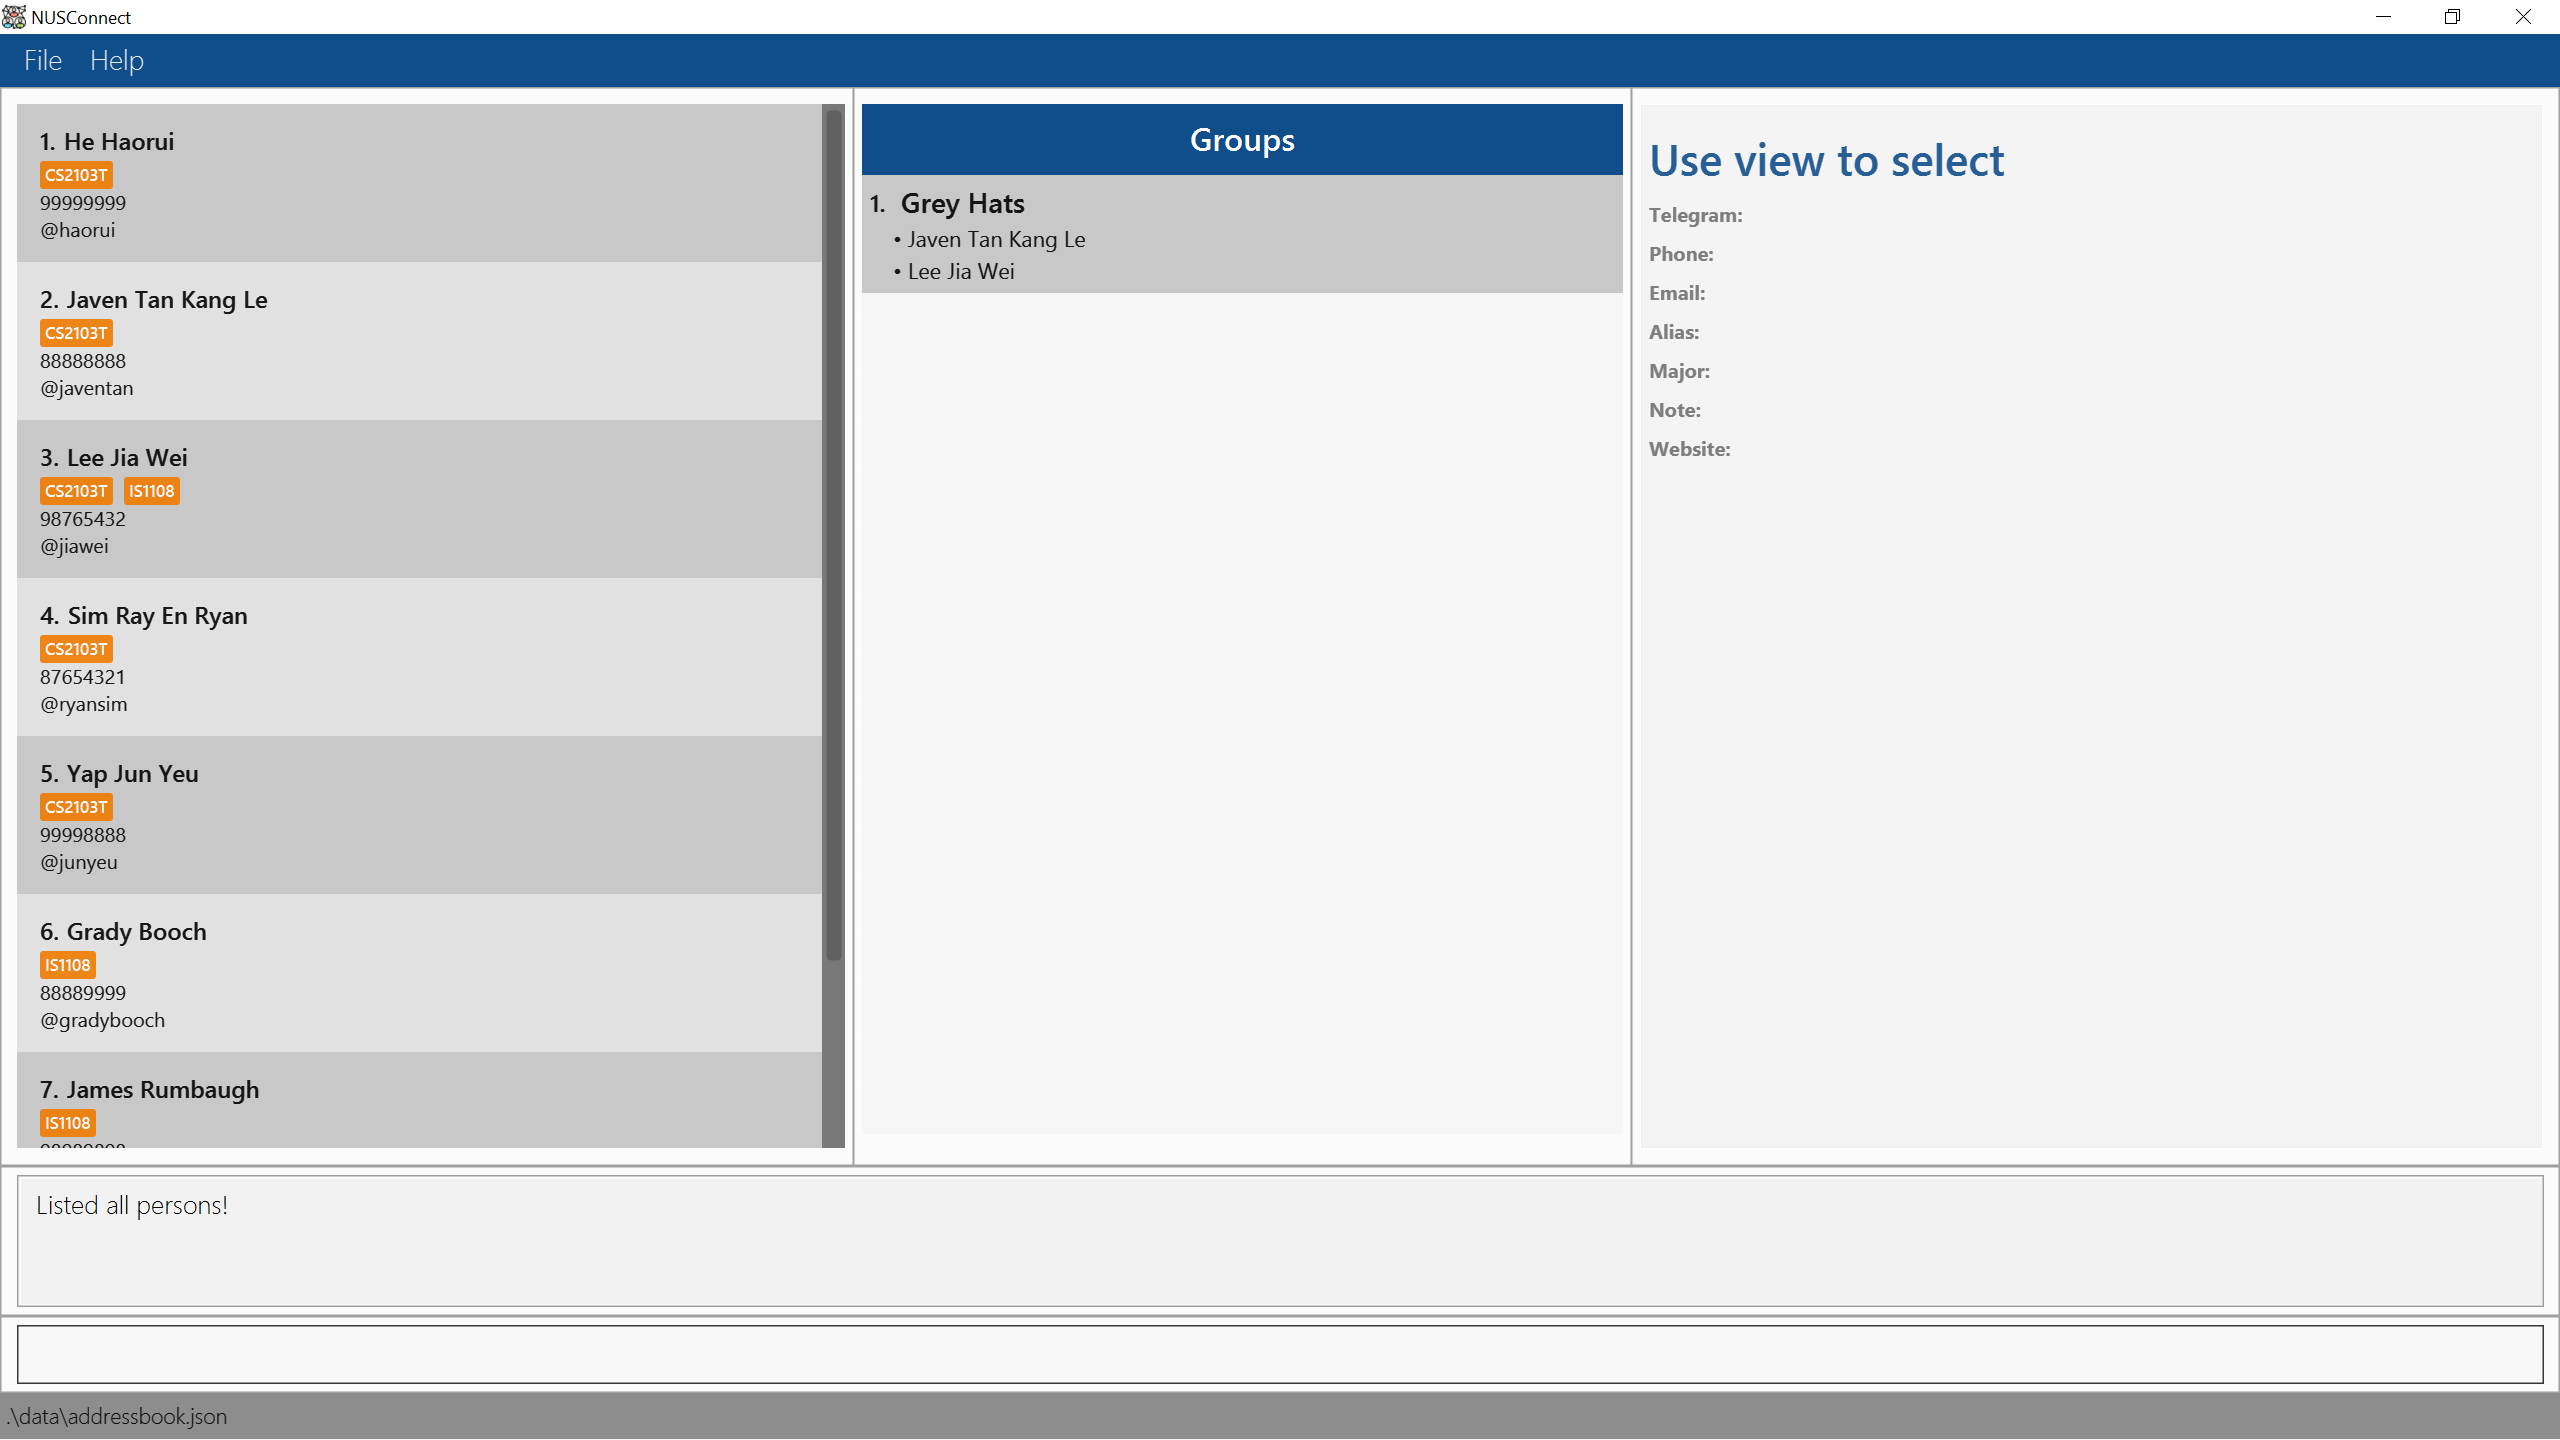 NUSConnect
File Help
1. He Haorui
CS2103T
99999999
@haorui
2. Javen Tan Kang Le
CS2103T
88888888
@javentan
3. Lee Jia Wei
CS2103T IS1108
98765432
@jiawei
4. Sim Ray En Ryan
CS2103T
87654321
@ryansim
5. Yap Jun Yeu
CS2103T
99998888
@junyeu
6. Grady Booch
IS1108
88889999
@gradybooch
7. James Rumbaugh
IS1108
Groups
1. Grey Hats
• Javen Tan Kang Le
• Lee Jia Wei
Use view to select
Telegram:
Phone:
Email:
Alias:
Major:
Note:
Website:
Listed all persons!
.\data\addressbook.json